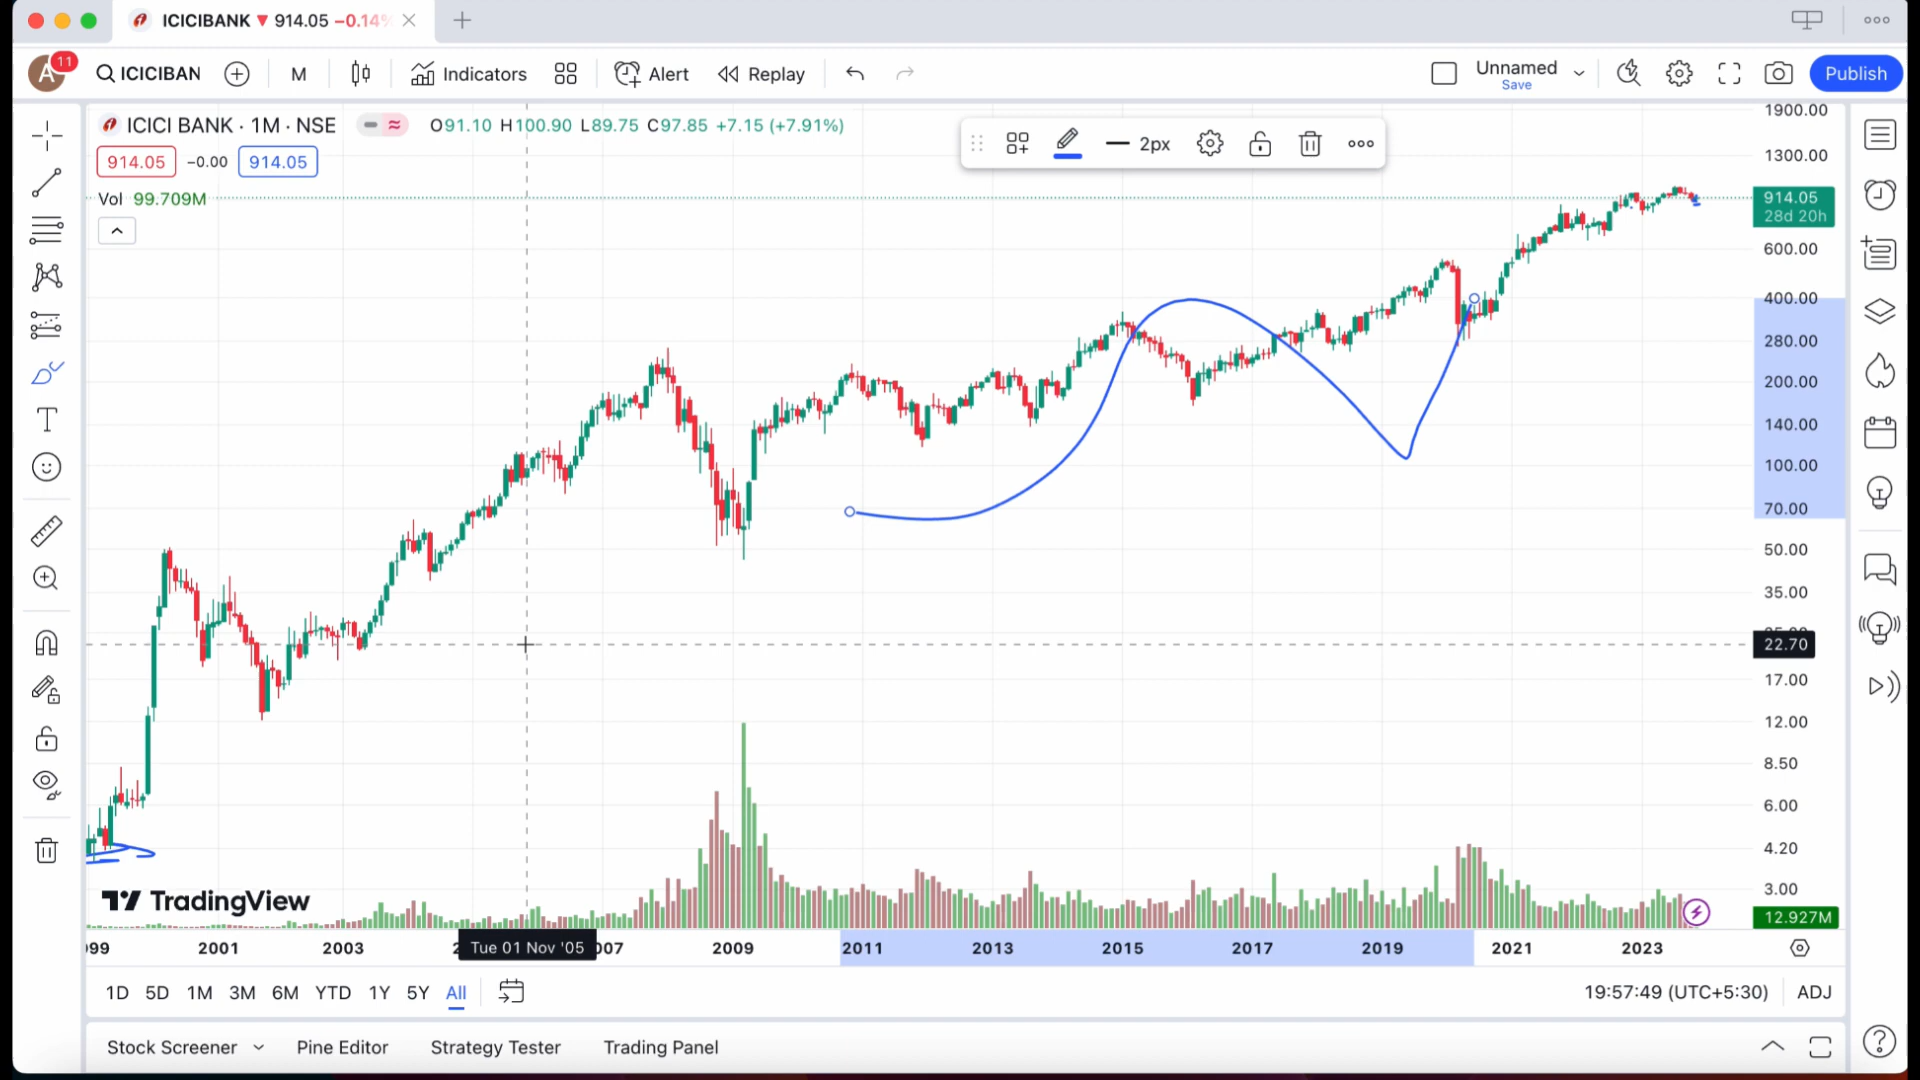 ICICIBANK ▼ 914.05 −0.14%
A 11 ICICIBAN M Indicators Alert Replay Unnamed Save Publish
ICICI BANK · 1M · NSE O91.10 H100.90 L89.75 C97.85 +7.15 (+7.91%)
2px
914.05 −0.00 914.05
Vol 99.709M
1900.00
1300.00
914.05
28d 20h
600.00
400.00
280.00
200.00
140.00
100.00
70.00
50.00
35.00
22.70
17.00
12.00
8.50
6.00
4.20
3.00
12.927M
TradingView
2001 2003 Tue 01 Nov '05 2009 2011 2013 2015 2017 2019 2021 2023
1D 5D 1M 3M 6M YTD 1Y 5Y All 19:57:49 (UTC+5:30) ADJ
Stock Screener Pine Editor Strategy Tester Trading Panel